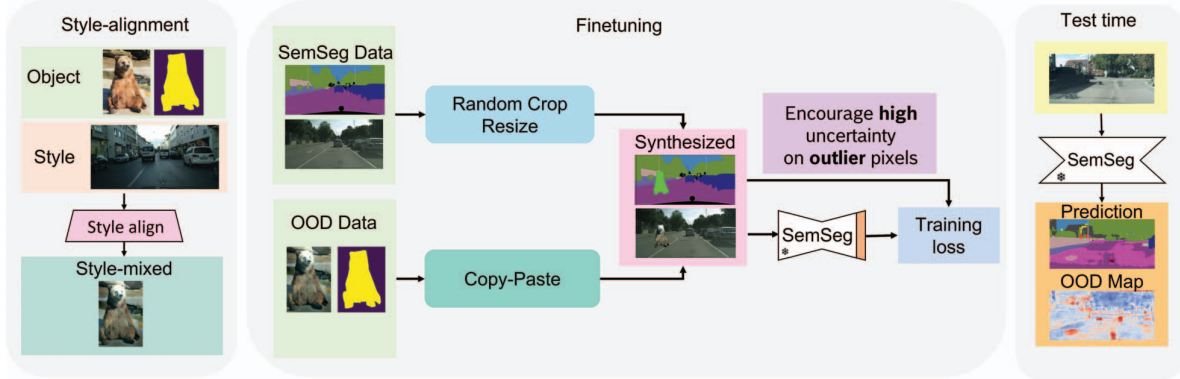 Style-alignment
Object
Style
Style align
Style-mixed
Finetuning
SemSeg Data
Random Crop
Resize
OOD Data
Copy-Paste
Synthesized
Encourage high
uncertainty
on outlier pixels
SemSeg
Training
loss
Test time
SemSeg
Prediction
OOD Map